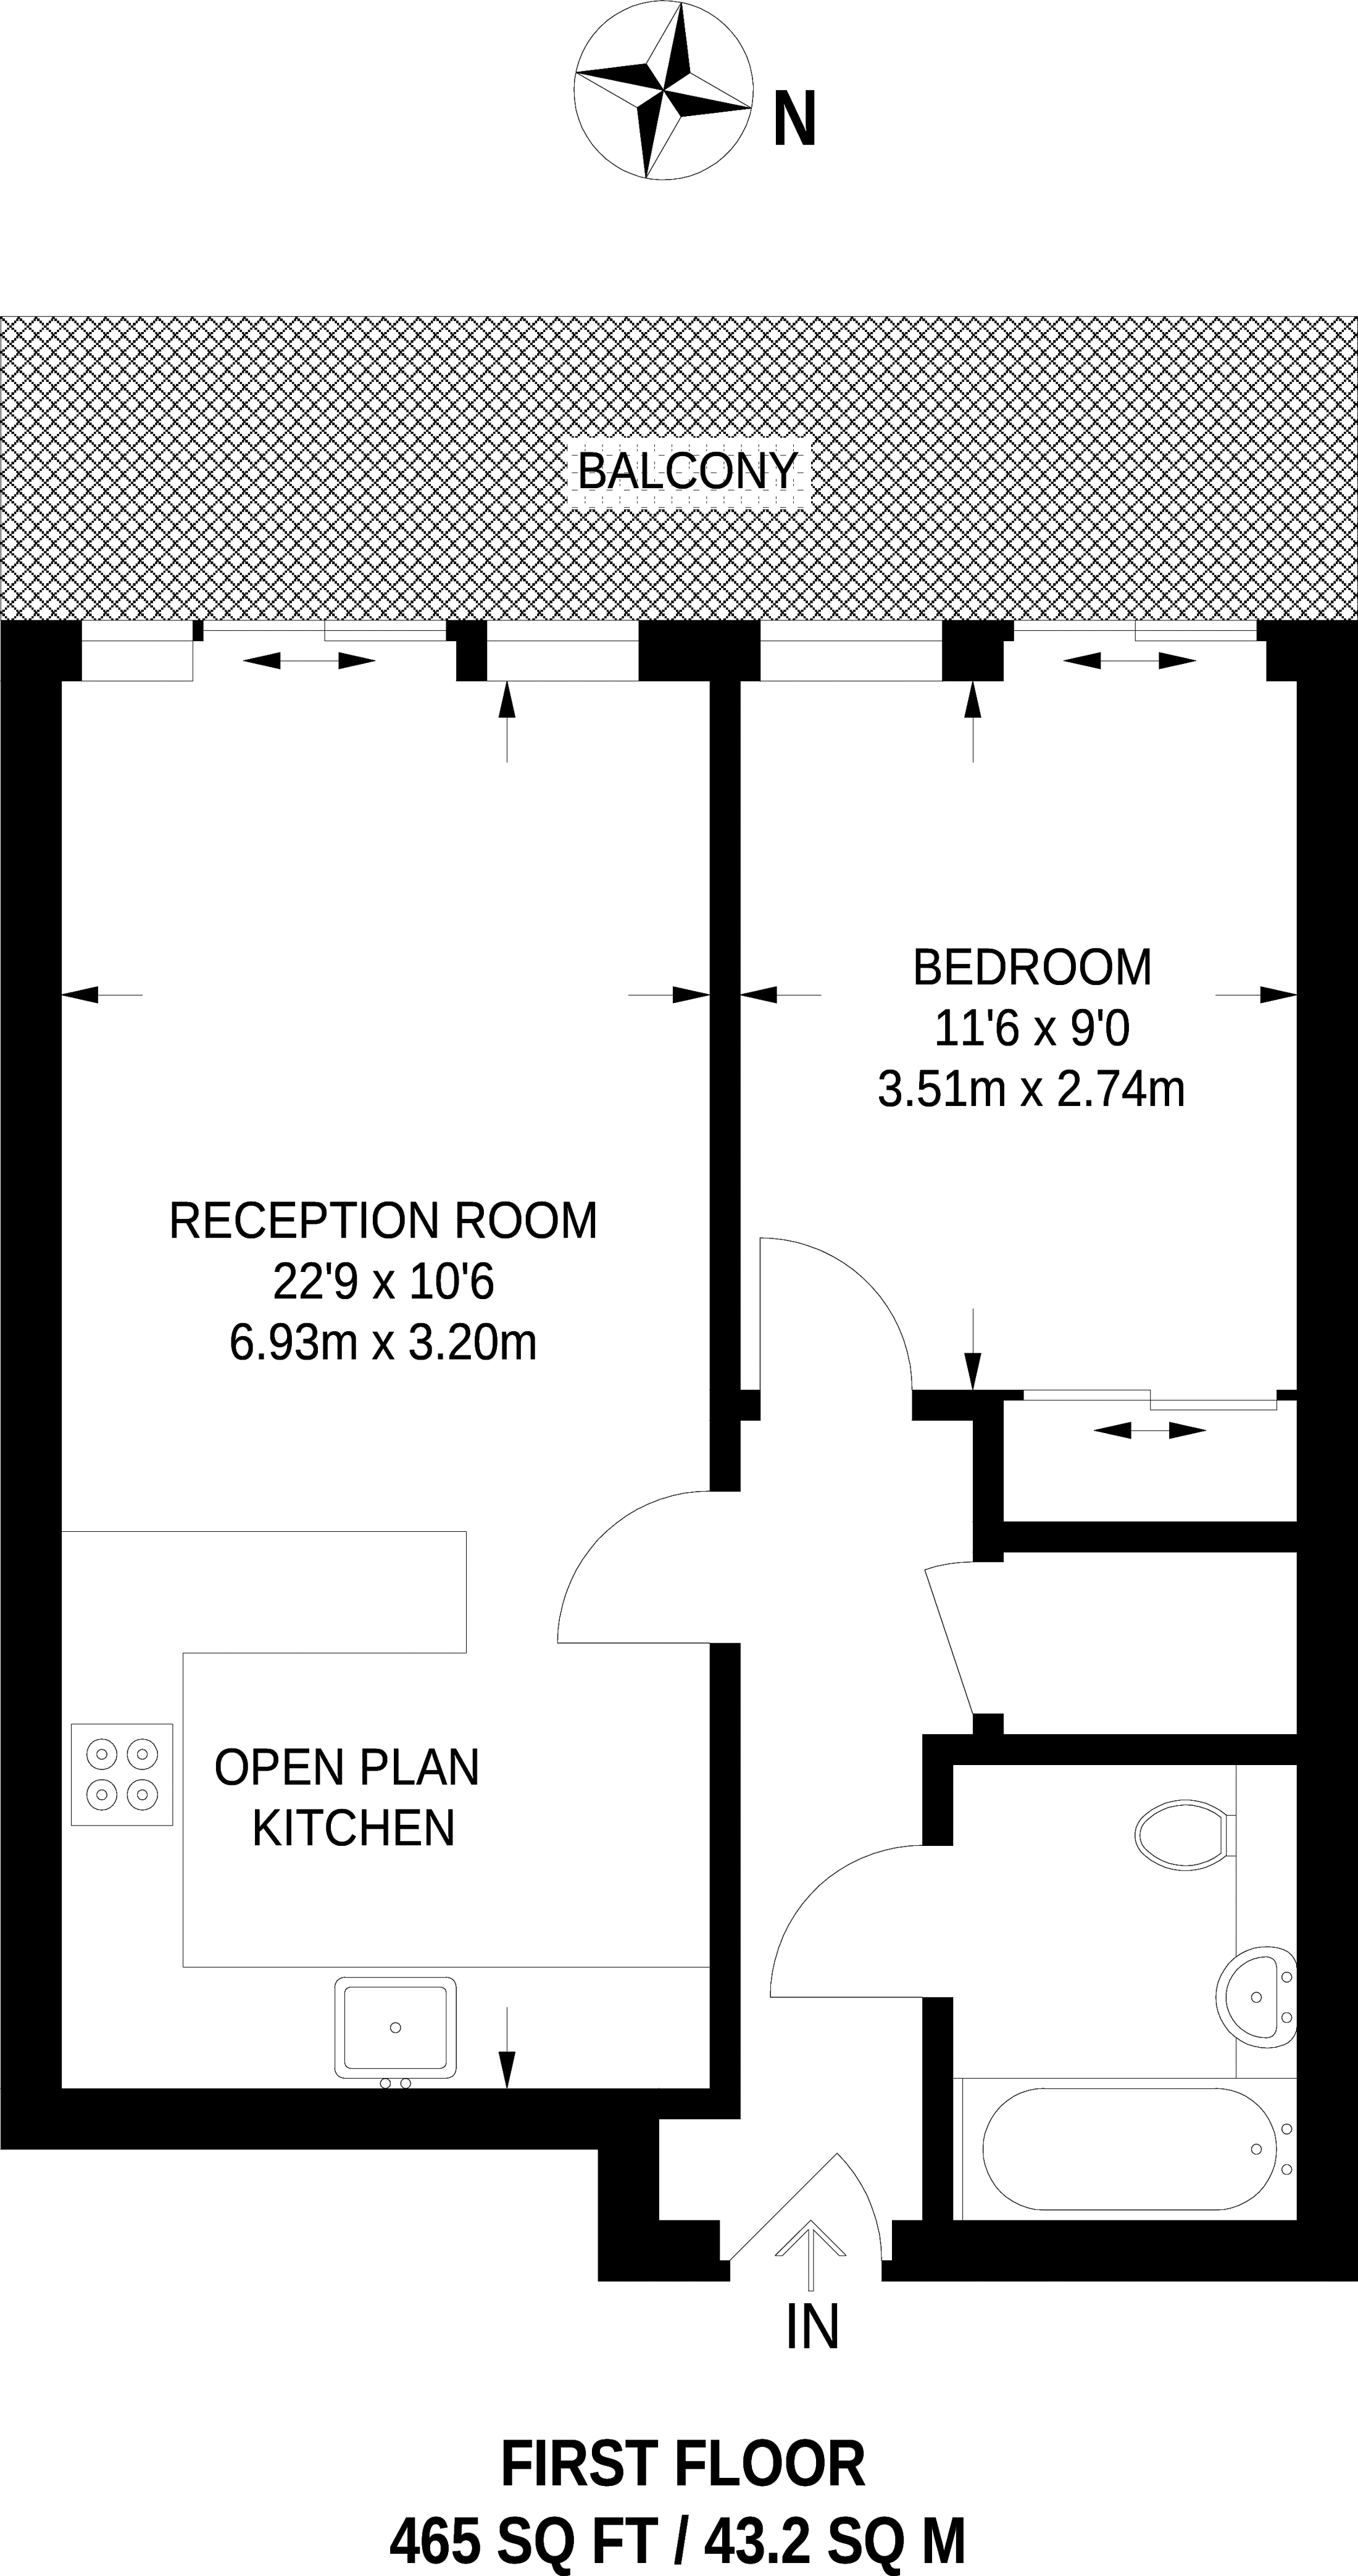 N
BALCONY
BEDROOM
11'6 x 9'0
3.51m x 2.74m
RECEPTION ROOM
22'9 x 10'6
6.93m x 3.20m
OPEN PLAN
KITCHEN
IN
FIRST FLOOR
465 SQ FT / 43.2 SQ M